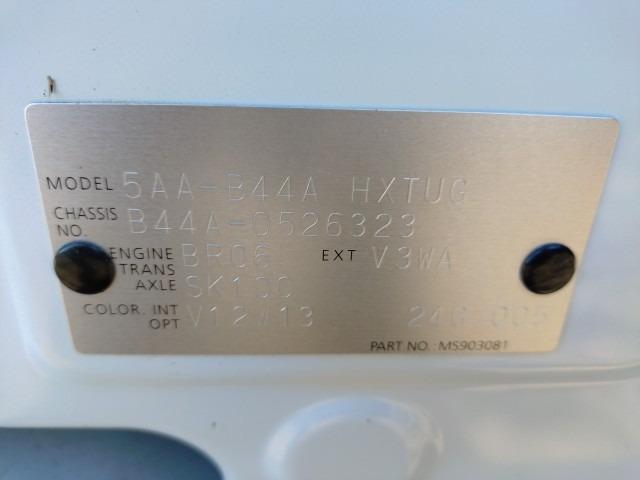 MODEL 5AA-B44A HXTUG
CHASSIS NO. B44A-0526323
ENGINE BR06 EXT V3WA
TRANS AXLE SK100
COLOR. INT OPT V12W13 24C 005
PART NO.: MS903081